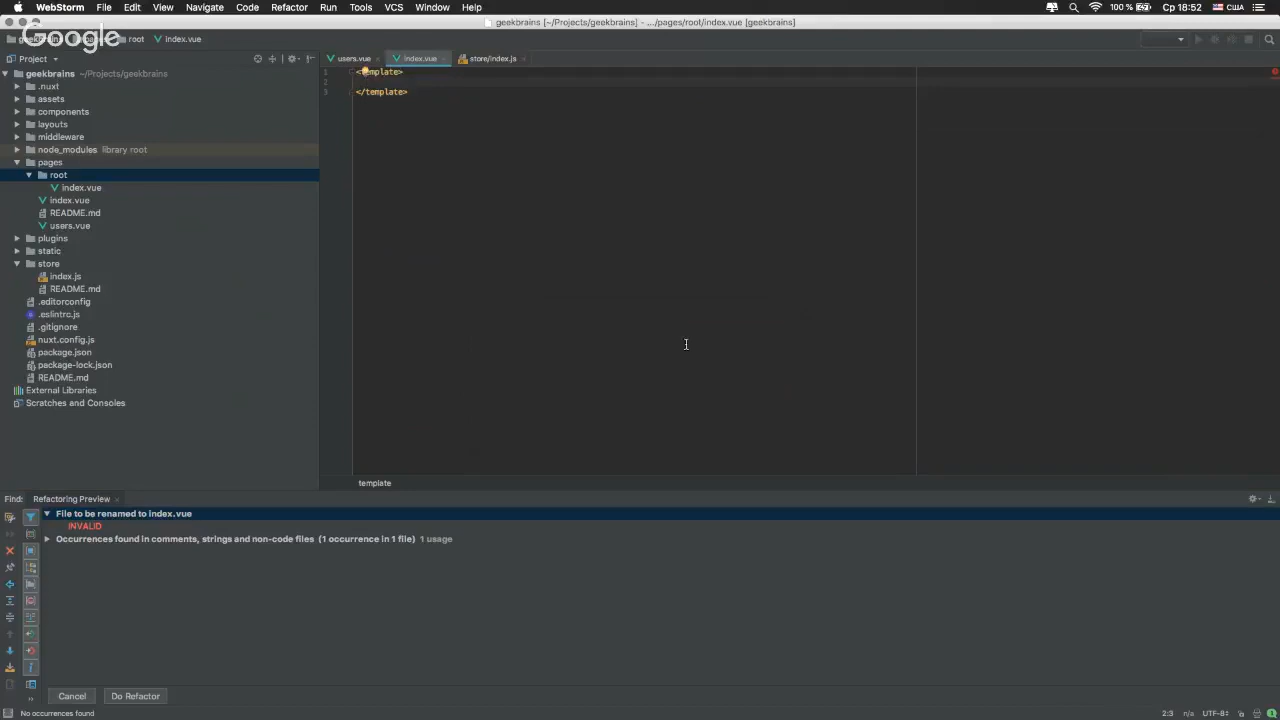 WebStorm File Edit View Navigate Code Refactor Run Tools VCS Window Help 100 % Ср 18:52 США
geekbrains [~/Projects/geekbrains] - .../pages/root/index.vue [geekbrains]
Google
root index.vue
Project
users.vue index.vue store/index.js
geekbrains ~/Projects/geekbrains
.nuxt
assets
components
layouts
middleware
node_modules library root
pages
root
index.vue
index.vue
README.md
users.vue
plugins
static
store
index.js
README.md
.editorconfig
.eslintrc.js
.gitignore
nuxt.config.js
package.json
package-lock.json
README.md
External Libraries
Scratches and Consoles
1 <template>
2
3 </template>
template
Find: Refactoring Preview
File to be renamed to index.vue
INVALID
Occurrences found in comments, strings and non-code files (1 occurrence in 1 file) 1 usage
Cancel Do Refactor
No occurrences found 2:3 n/a UTF-8 1